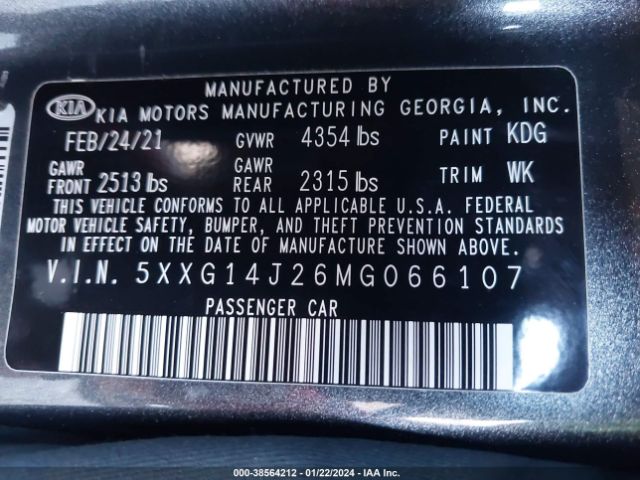 MANUFACTURED BY
KIA KIA MOTORS MANUFACTURING GEORGIA, INC.
FEB/24/21 GVWR 4354 lbs PAINT KDG
GAWR FRONT 2513 lbs GAWR REAR 2315 lbs TRIM WK
THIS VEHICLE CONFORMS TO ALL APPLICABLE U.S.A. FEDERAL
MOTOR VEHICLE SAFETY, BUMPER, AND THEFT PREVENTION STANDARDS
IN EFFECT ON THE DATE OF MANUFACTURE SHOWN ABOVE.
V.I.N. 5XXG14J26MG066107
PASSENGER CAR
000-38564212 - 01/22/2024 - IAA Inc.